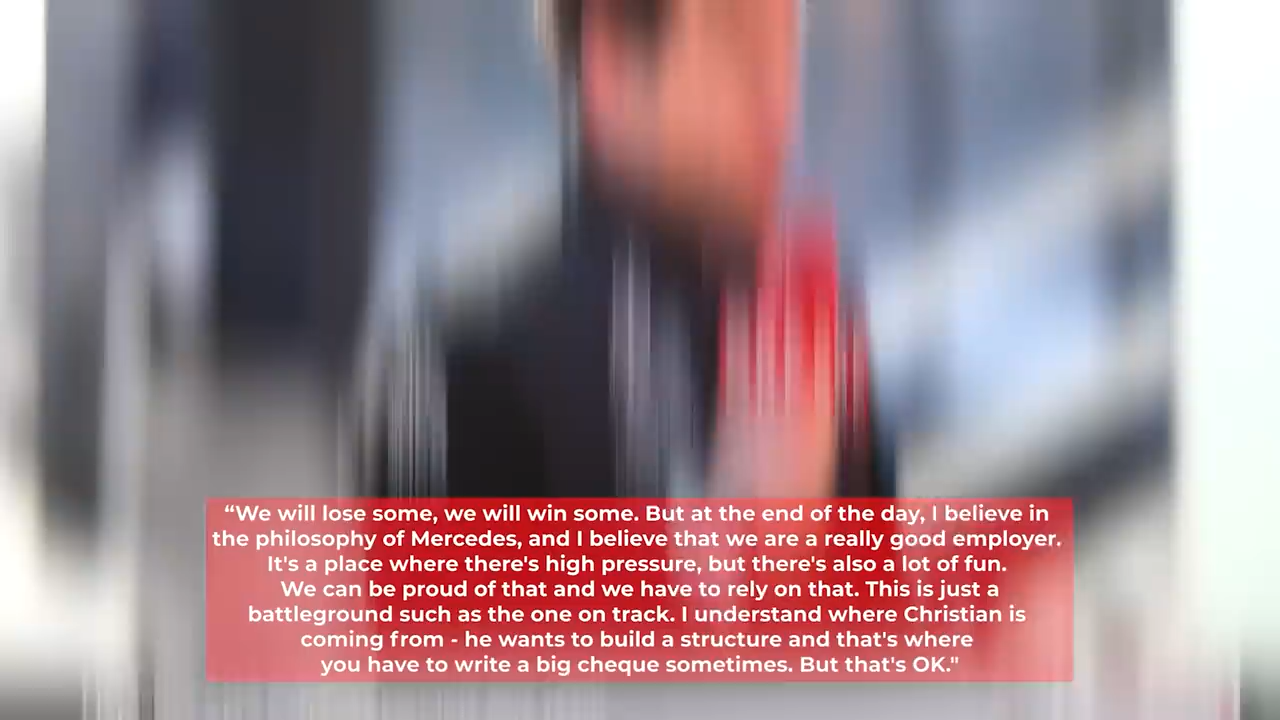 “We will lose some, we will win some. But at the end of the day, I believe in
the philosophy of Mercedes, and I believe that we are a really good employer.
It's a place where there's high pressure, but there's also a lot of fun.
We can be proud of that and we have to rely on that. This is just a
battleground such as the one on track. I understand where Christian is
coming from - he wants to build a structure and that's where
you have to write a big cheque sometimes. But that's OK."